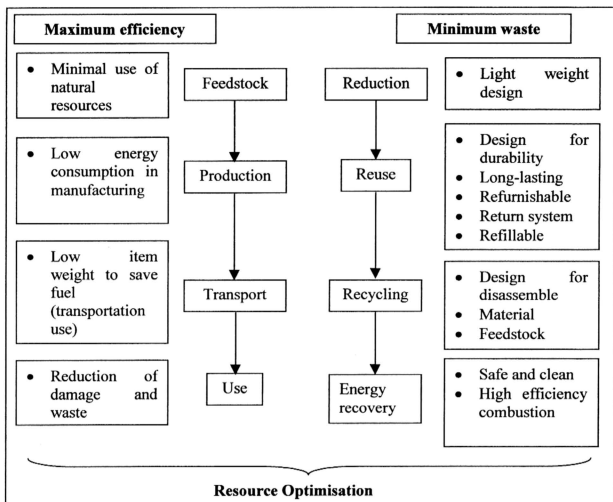 Maximum efficiency
Minimum waste
• Minimal use of
natural
resources
Feedstock
Reduction
• Light weight
design
• Low energy
consumption in
manufacturing
Production
Reuse
• Design for
durability
• Long-lasting
• Refurnishable
• Return system
• Refillable
• Low item
weight to save
fuel
(transportation
use)
Transport
Recycling
• Design for
disassemble
• Material
• Feedstock
• Reduction of
damage and
waste
Use
Energy
recovery
• Safe and clean
• High efficiency
combustion
Resource Optimisation